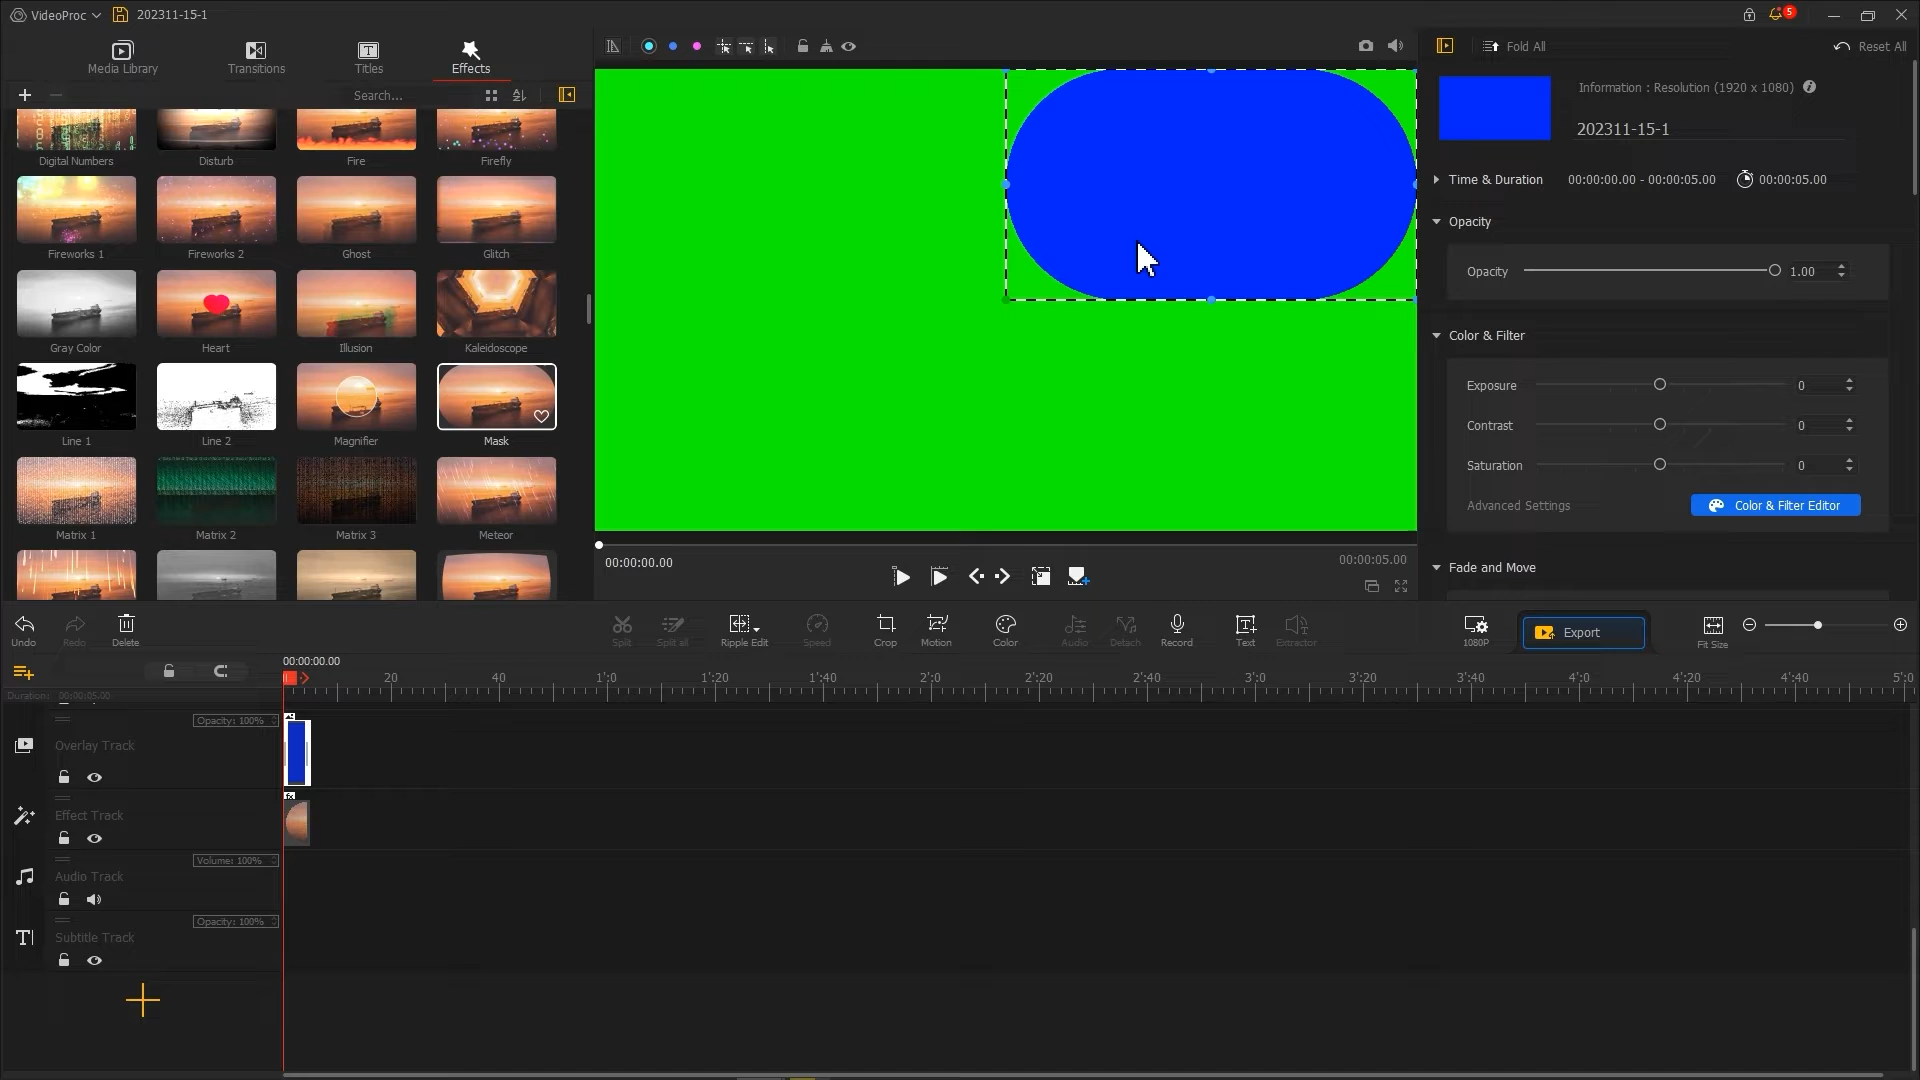 VideoProc
202311-15-1
5
Media Library
Transitions
Titles
Effects
Search...
Digital Numbers
Disturb
Fire
Firefly
Fireworks 1
Fireworks 2
Ghost
Glitch
Gray Color
Heart
Illusion
Kaleidoscope
Line 1
Line 2
Magnifier
Mask
Matrix 1
Matrix 2
Matrix 3
Meteor
00:00:00.00
00:00:05.00
Fold All
Reset All
Information : Resolution (1920 x 1080)
202311-15-1
Time & Duration
00:00:00.00 - 00:00:05.00
00:00:05.00
Opacity
Opacity
1.00
Color & Filter
Exposure
0
Contrast
0
Saturation
0
Advanced Settings
Color & Filter Editor
Fade and Move
Undo
Redo
Delete
Split
Split all
Ripple Edit
Speed
Crop
Motion
Color
Audio
Detach
Record
Text
Extractor
1080P
Export
Fit Size
00:00:00.00
20
40
1':0
1':20
1':40
2':0
2':20
2':40
3':0
3':20
3':40
4':0
4':20
4':40
5':0
Duration: 00:00:05.00
Opacity: 100%
Overlay Track
Effect Track
Volume: 100%
Audio Track
Opacity: 100%
Subtitle Track